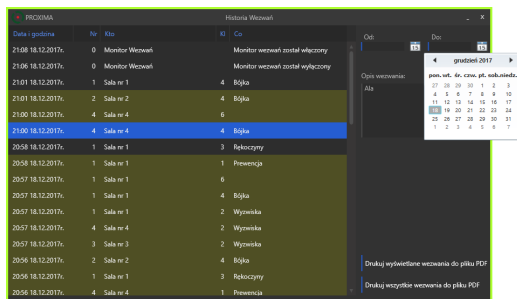 PROXIMA Historia Wezwań _ X
Data i godzina Nr Kto Kl Co
21:08 18.12.2017r. 0 Monitor Wezwań Monitor wezwań został włączony
21:06 18.12.2017r. 0 Monitor Wezwań Monitor wezwań został wyłączony
21:01 18.12.2017r. 1 Sala nr 1 4 Bójka
21:01 18.12.2017r. 2 Sala nr 2 4 Bójka
21:00 18.12.2017r. 4 Sala nr 4 6
21:00 18.12.2017r. 4 Sala nr 4 4 Bójka
20:58 18.12.2017r. 1 Sala nr 1 3 Rękoczyny
20:58 18.12.2017r. 1 Sala nr 1 1 Prewencja
20:57 18.12.2017r. 1 Sala nr 1 6
20:57 18.12.2017r. 1 Sala nr 1 4 Bójka
20:57 18.12.2017r. 1 Sala nr 1 2 Wyzwiska
20:57 18.12.2017r. 4 Sala nr 4 2 Wyzwiska
20:57 18.12.2017r. 3 Sala nr 3 2 Wyzwiska
20:56 18.12.2017r. 2 Sala nr 2 4 Bójka
20:56 18.12.2017r. 1 Sala nr 1 3 Rękoczyny
20:56 18.12.2017r. 4 Sala nr 4 1 Prewencja
Od: Do:
15 15
Opis wezwania:
Ala
grudzień 2017
pon. wt. śr. czw. pt. sob. niedz.
27 28 29 30 1 2 3
4 5 6 7 8 9 10
11 12 13 14 15 16 17
18 19 20 21 22 23 24
25 26 27 28 29 30 31
1 2 3 4 5 6 7
Drukuj wyświetlane wezwania do pliku PDF
Drukuj wszystkie wezwania do pliku PDF